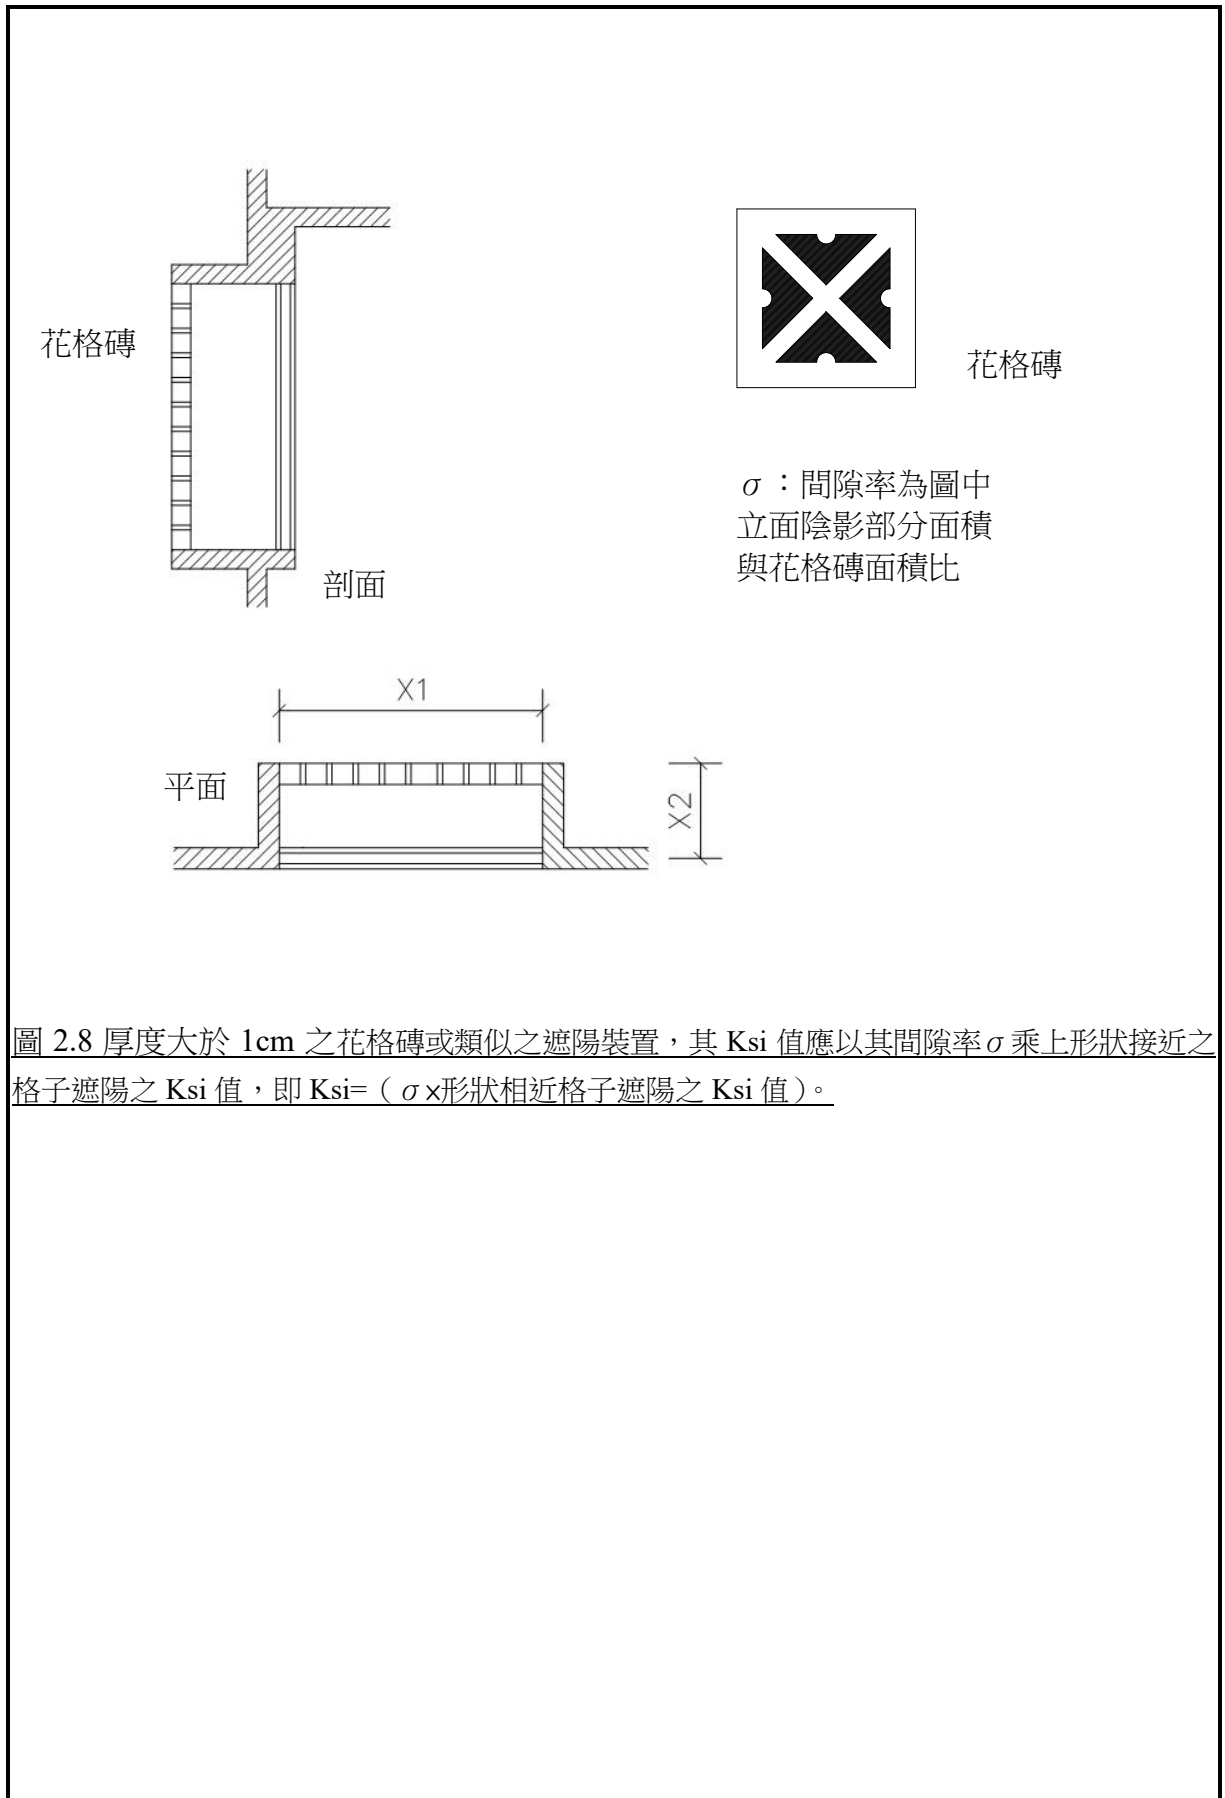 花格磚
花格磚
σ：間隙率為圖中
立面陰影部分面積
與花格磚面積比
剖面
X1
平面
X2
圖 2.8 厚度大於 1cm 之花格磚或類似之遮陽裝置，其 Ksi 值應以其間隙率σ乘上形狀接近之
格子遮陽之 Ksi 值，即 Ksi=（σx形狀相近格子遮陽之 Ksi 值）。